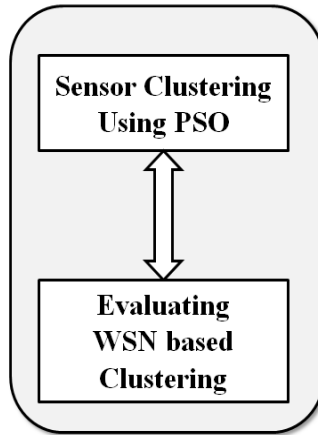 Sensor Clustering
Using PSO
Evaluating
WSN based
Clustering